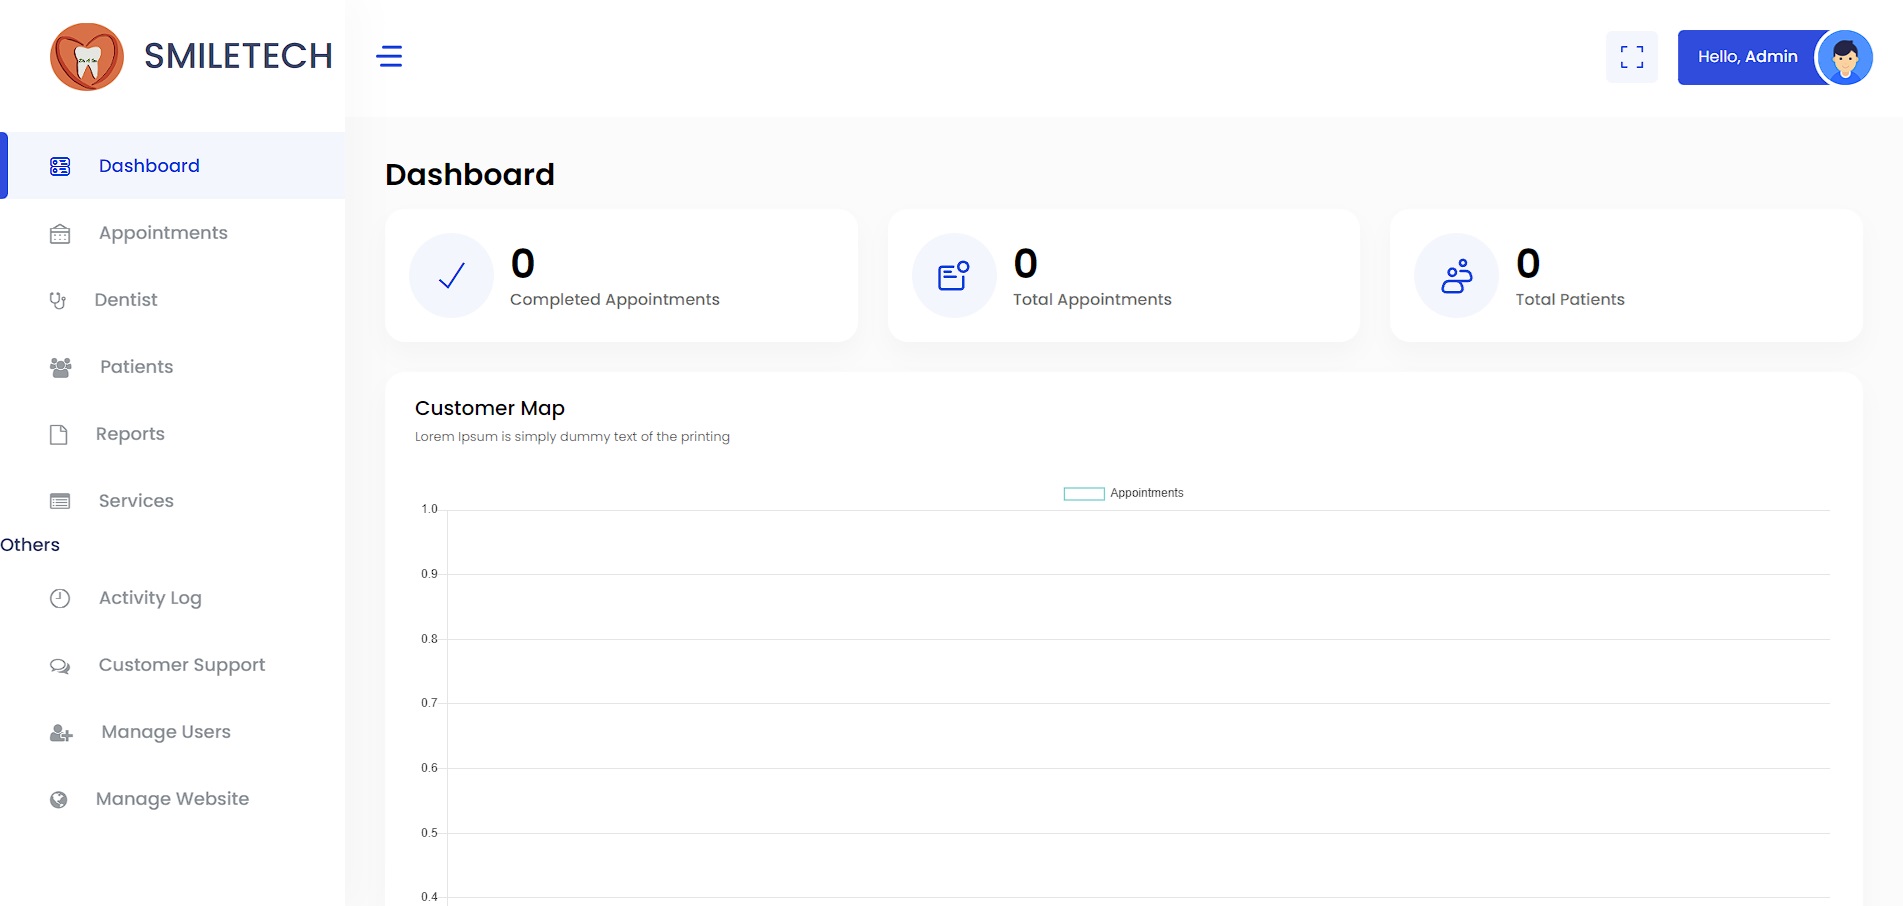 SMILETECH
Hello, Admin
Dashboard
Appointments
Dentist
Patients
Reports
Services
Others
Activity Log
Customer Support
Manage Users
Manage Website
Dashboard
0
Completed Appointments
0
Total Appointments
0
Total Patients
Customer Map
Lorem Ipsum is simply dummy text of the printing
Appointments
1.0
0.9
0.8
0.7
0.6
0.5
0.4